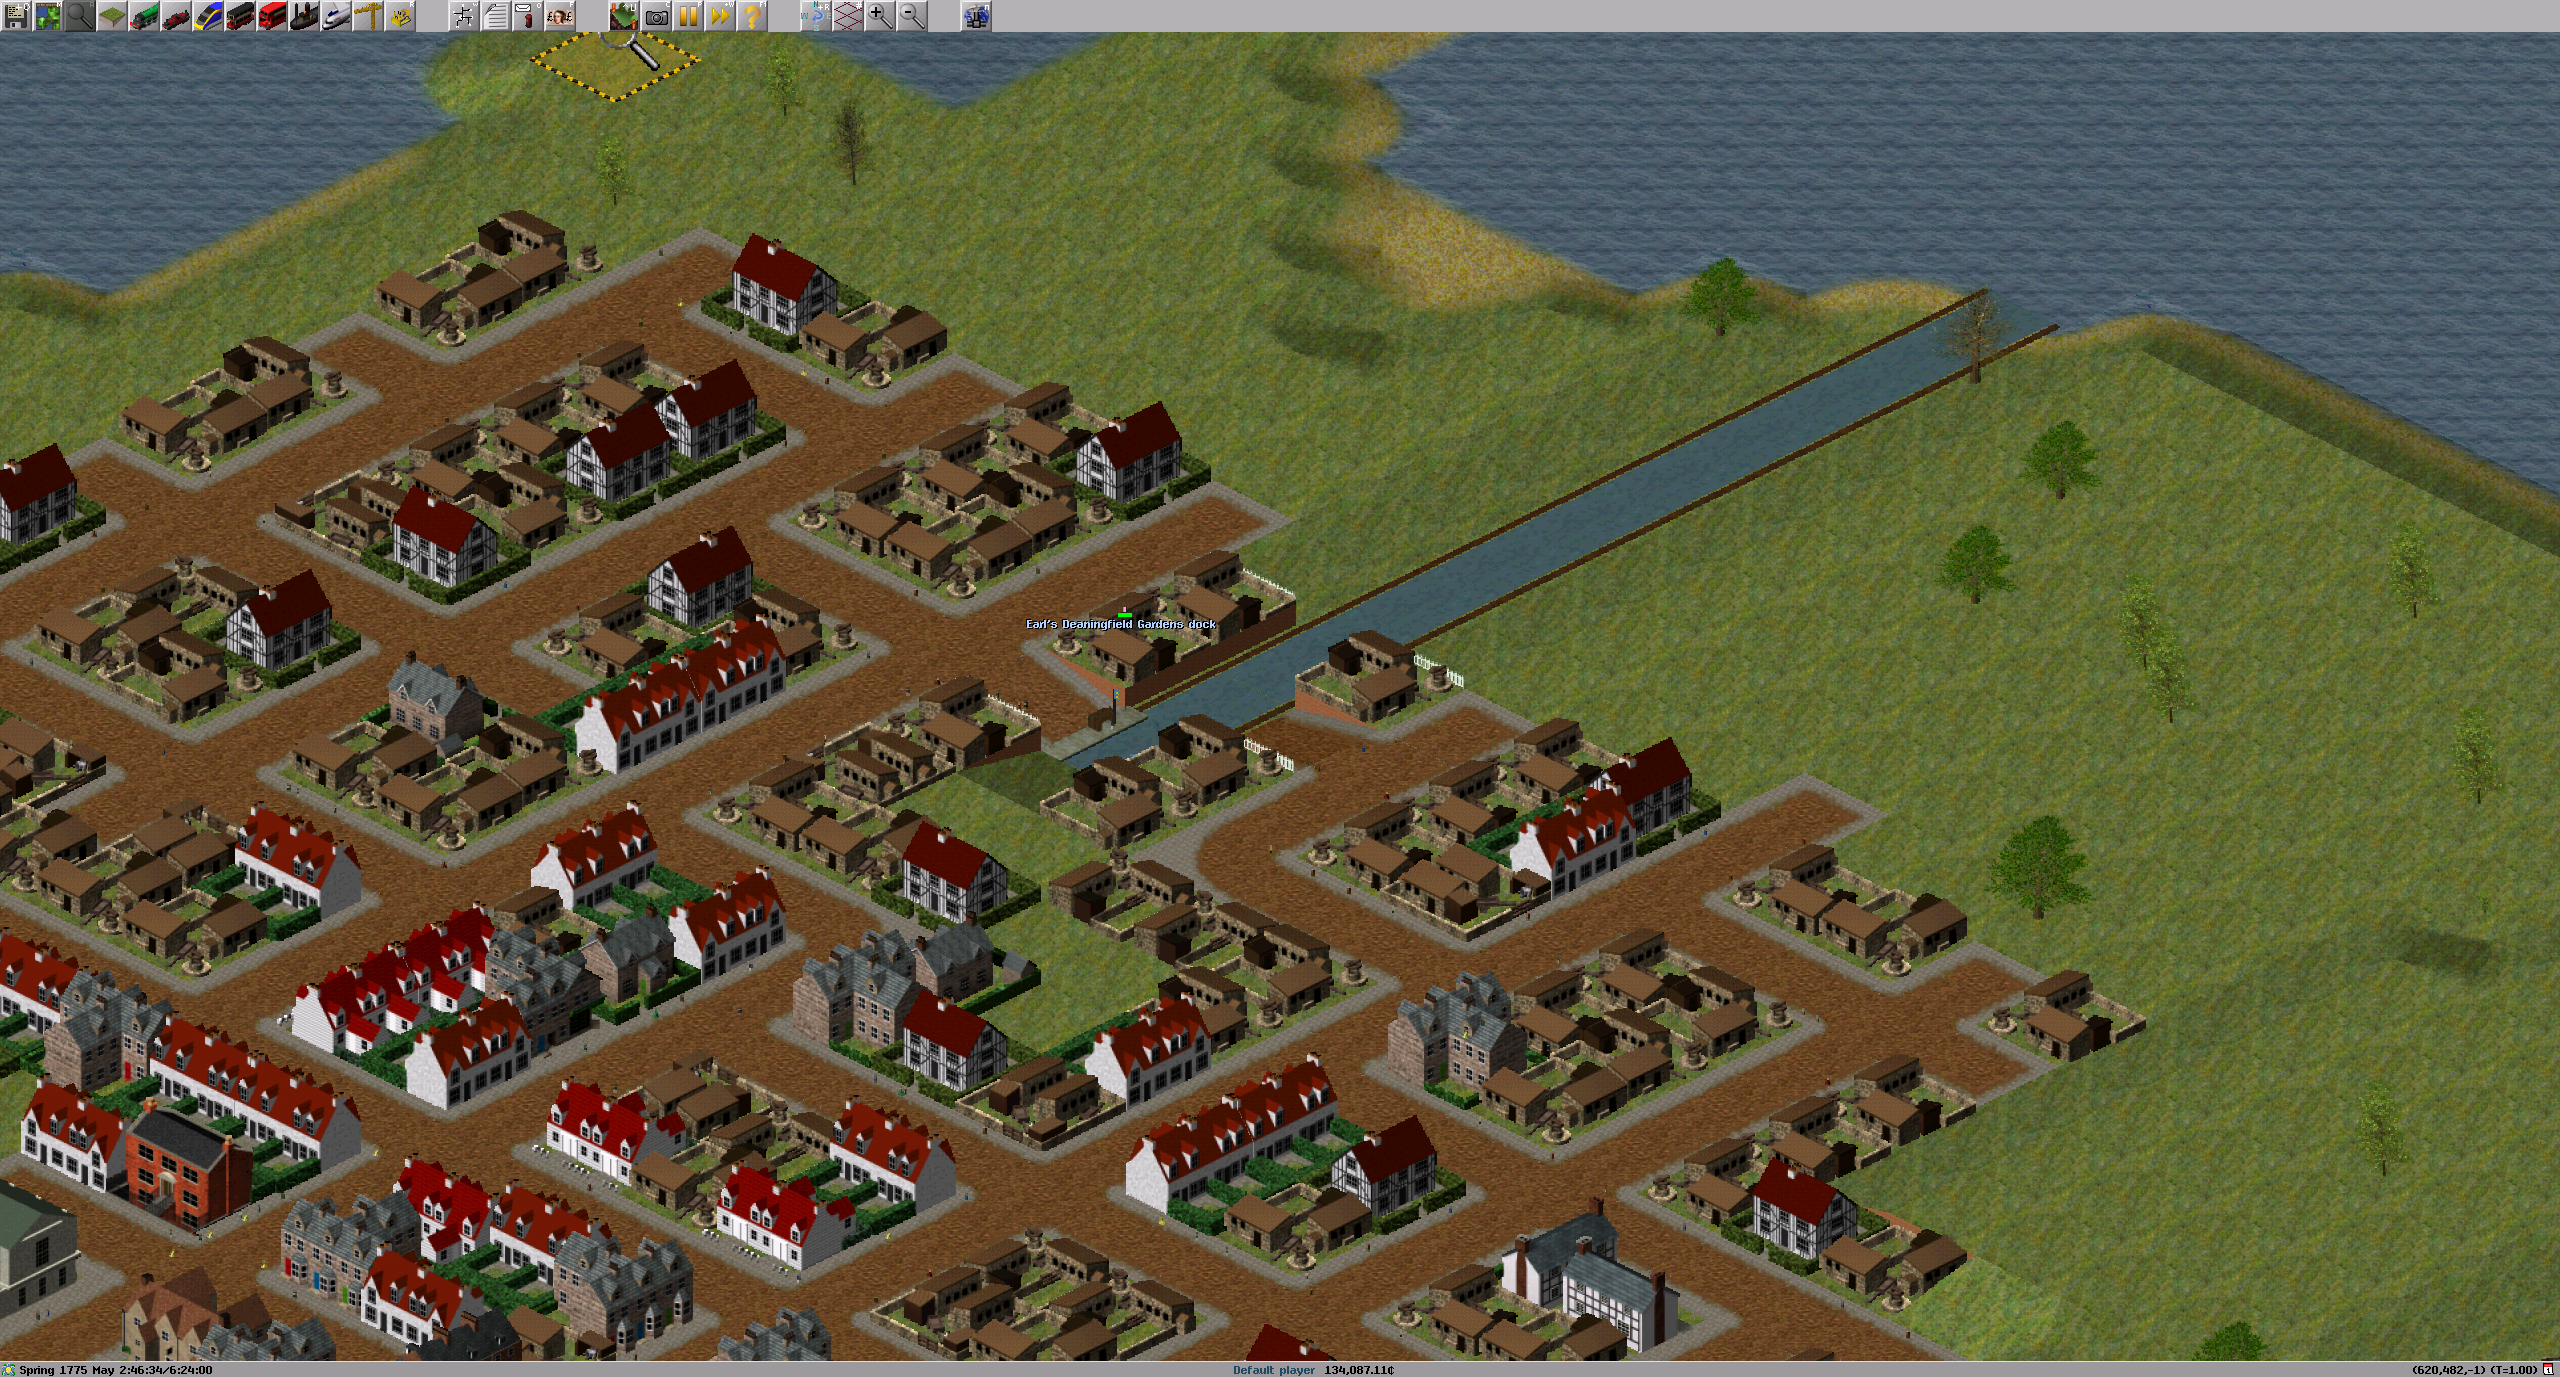 Earl's Deaningfield Gardens dock
Spring 1775 May 2:46:34/6:24:00
Default player 134,087.11¢
(620,482,-1) (T=1.00)